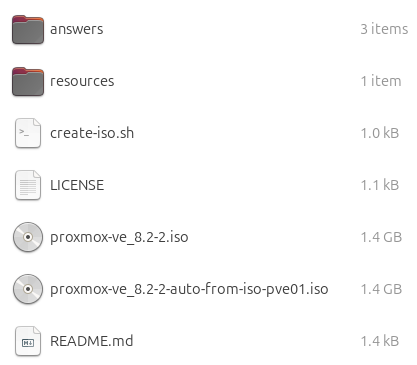 answers 3 items
resources 1 item
create-iso.sh 1.0 kB
LICENSE 1.1 kB
proxmox-ve_8.2-2.iso 1.4 GB
proxmox-ve_8.2-2-auto-from-iso-pve01.iso 1.4 GB
README.md 1.4 kB